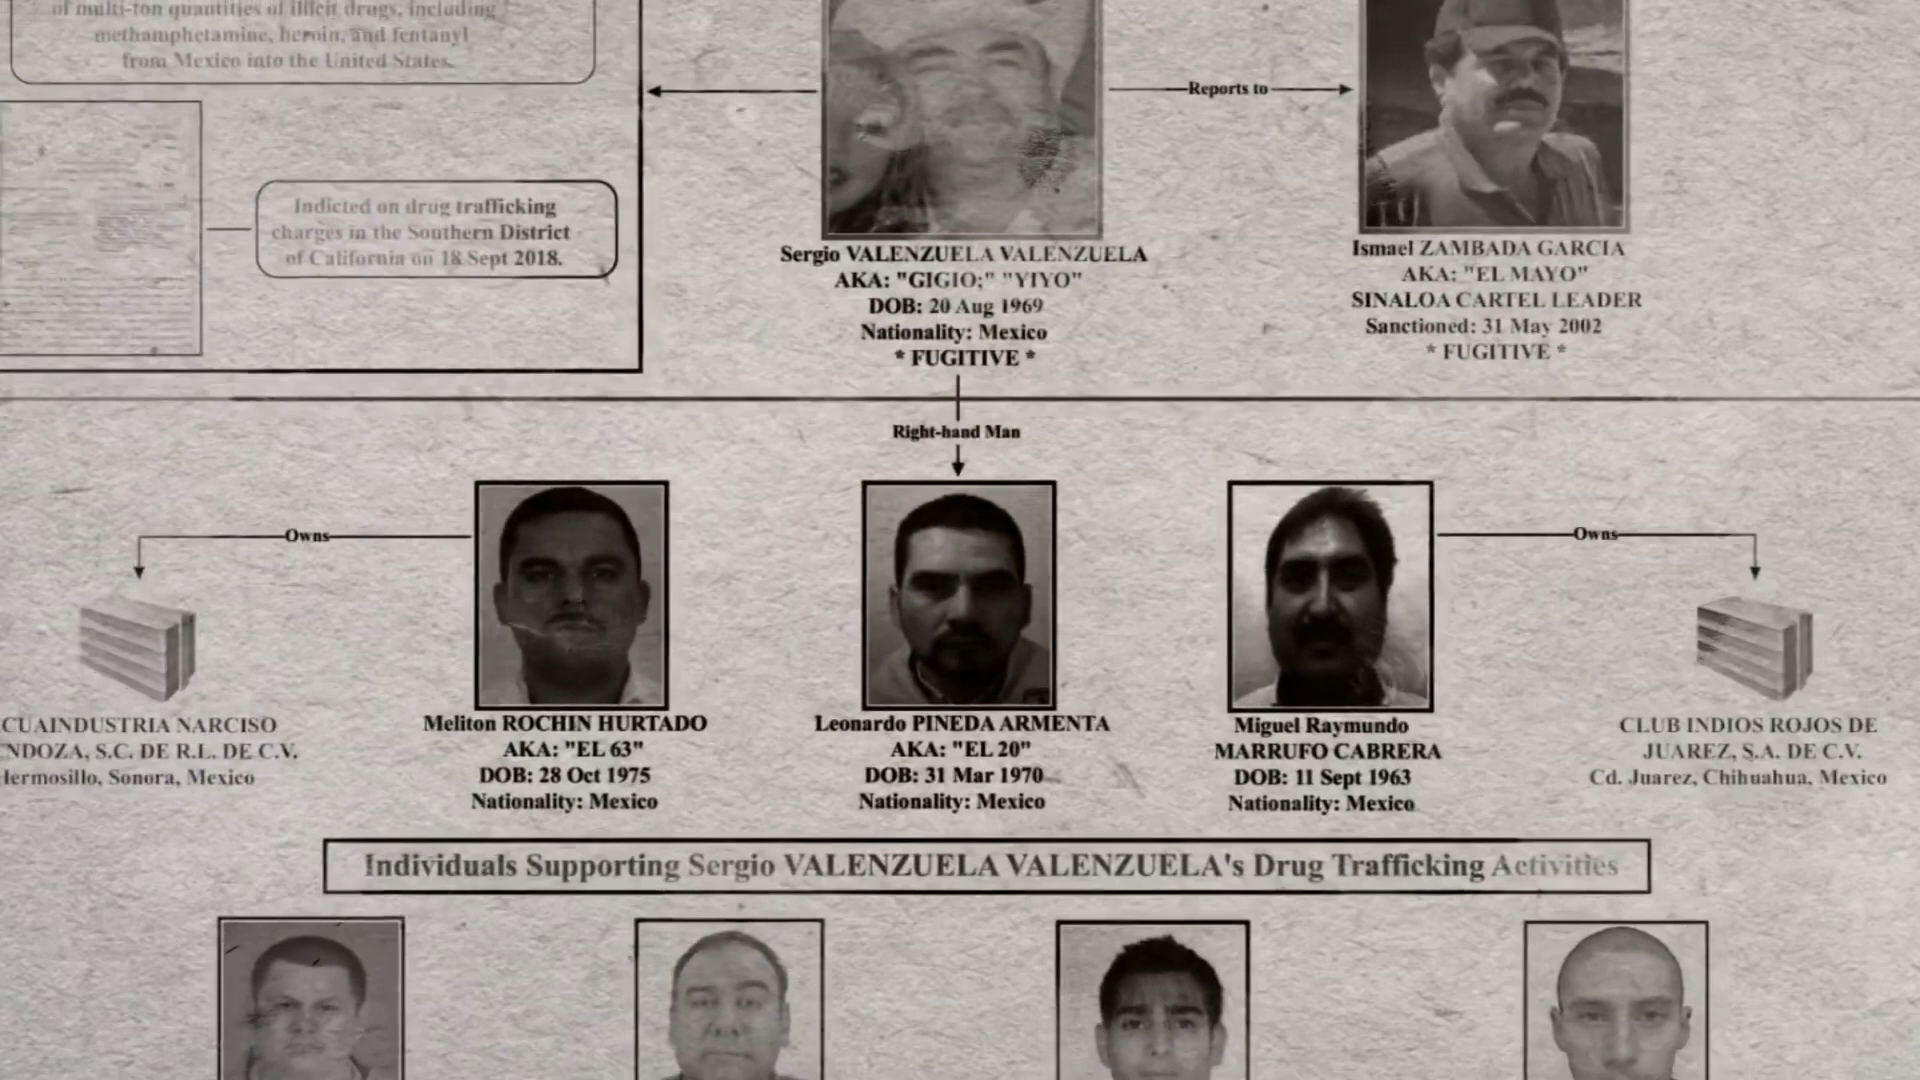 of multi-ton quantities of illicit drugs, including
methamphetamine, heroin, and fentanyl
from Mexico into the United States.
Reports to
Indicted on drug trafficking
charges in the Southern District
of California on 18 Sept 2018.
Sergio VALENZUELA VALENZUELA
AKA: "GIGIO;" "YIYO"
DOB: 20 Aug 1969
Nationality: Mexico
* FUGITIVE *
Ismael ZAMBADA GARCIA
AKA: "EL MAYO"
SINALOA CARTEL LEADER
Sanctioned: 31 May 2002
* FUGITIVE *
Right-hand Man
Owns
Owns
CUAINDUSTRIA NARCISO
NDOZA, S.C. DE R.L. DE C.V.
Hermosillo, Sonora, Mexico
Meliton ROCHIN HURTADO
AKA: "EL 63"
DOB: 28 Oct 1975
Nationality: Mexico
Leonardo PINEDA ARMENTA
AKA: "EL 20"
DOB: 31 Mar 1970
Nationality: Mexico
Miguel Raymundo
MARRUFO CABRERA
DOB: 11 Sept 1963
Nationality: Mexico
CLUB INDIOS ROJOS DE
JUAREZ, S.A. DE C.V.
Cd. Juarez, Chihuahua, Mexico
Individuals Supporting Sergio VALENZUELA VALENZUELA's Drug Trafficking Activities